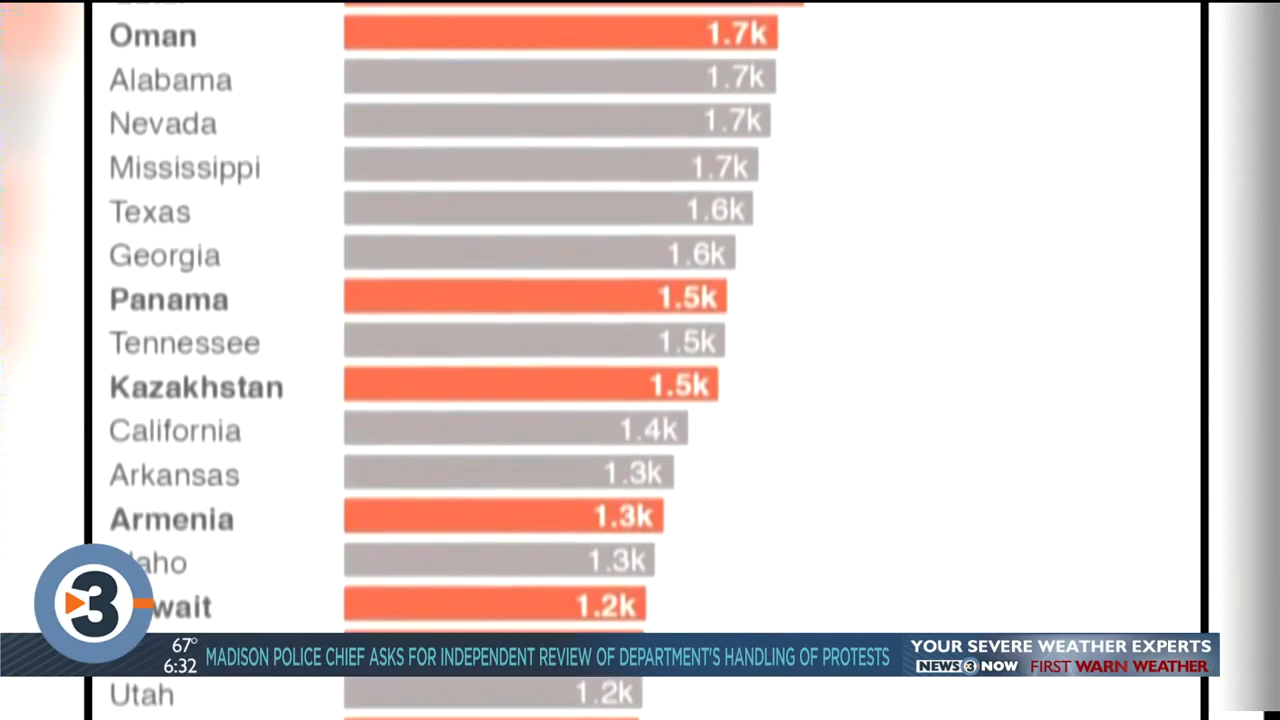 Oman 1.7k
Alabama 1.7k
Nevada 1.7k
Mississippi 1.7k
Texas 1.6k
Georgia 1.6k
Panama 1.5k
Tennessee 1.5k
Kazakhstan 1.5k
California 1.4k
Arkansas 1.3k
Armenia 1.3k
aho 1.3k
wait 1.2k
3
67°
6:32
MADISON POLICE CHIEF ASKS FOR INDEPENDENT REVIEW OF DEPARTMENT'S HANDLING OF PROTESTS
YOUR SEVERE WEATHER EXPERTS
NEWS 3 NOW FIRST WARN WEATHER
Utah 1.2k